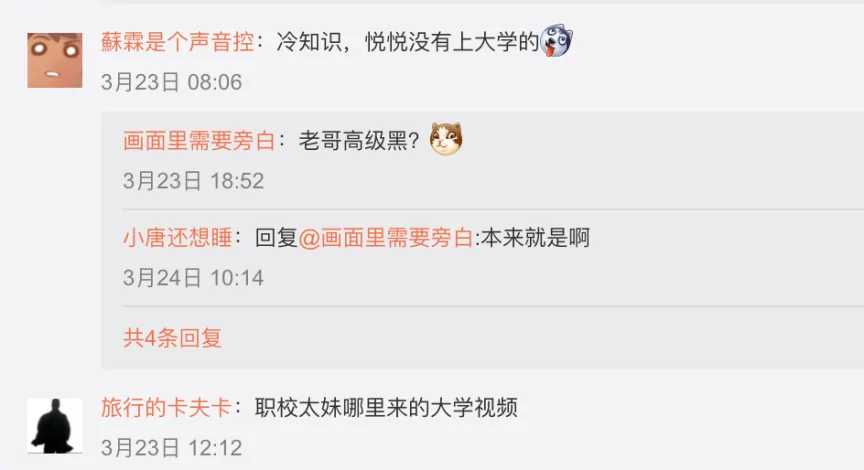 蘇霖是个声音控：冷知识，悦悦没有上大学的
3月23日 08:06
画面里需要旁白：老哥高级黑？
3月23日 18:52
小唐还想睡：回复@画面里需要旁白:本来就是啊
3月24日 10:14
共4条回复
旅行的卡夫卡：职校太妹哪里来的大学视频
3月23日 12:12